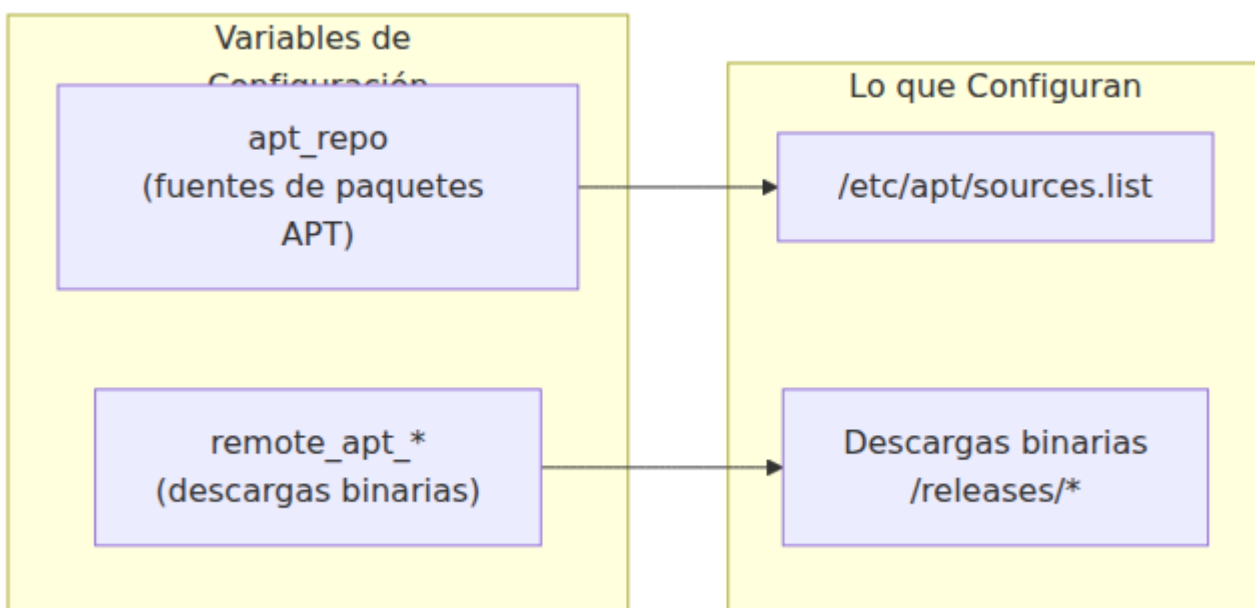 Variables de
Configuración
apt_repo
(fuentes de paquetes
APT)
remote_apt_*
(descargas binarias)
Lo que Configuran
/etc/apt/sources.list
Descargas binarias
/releases/*